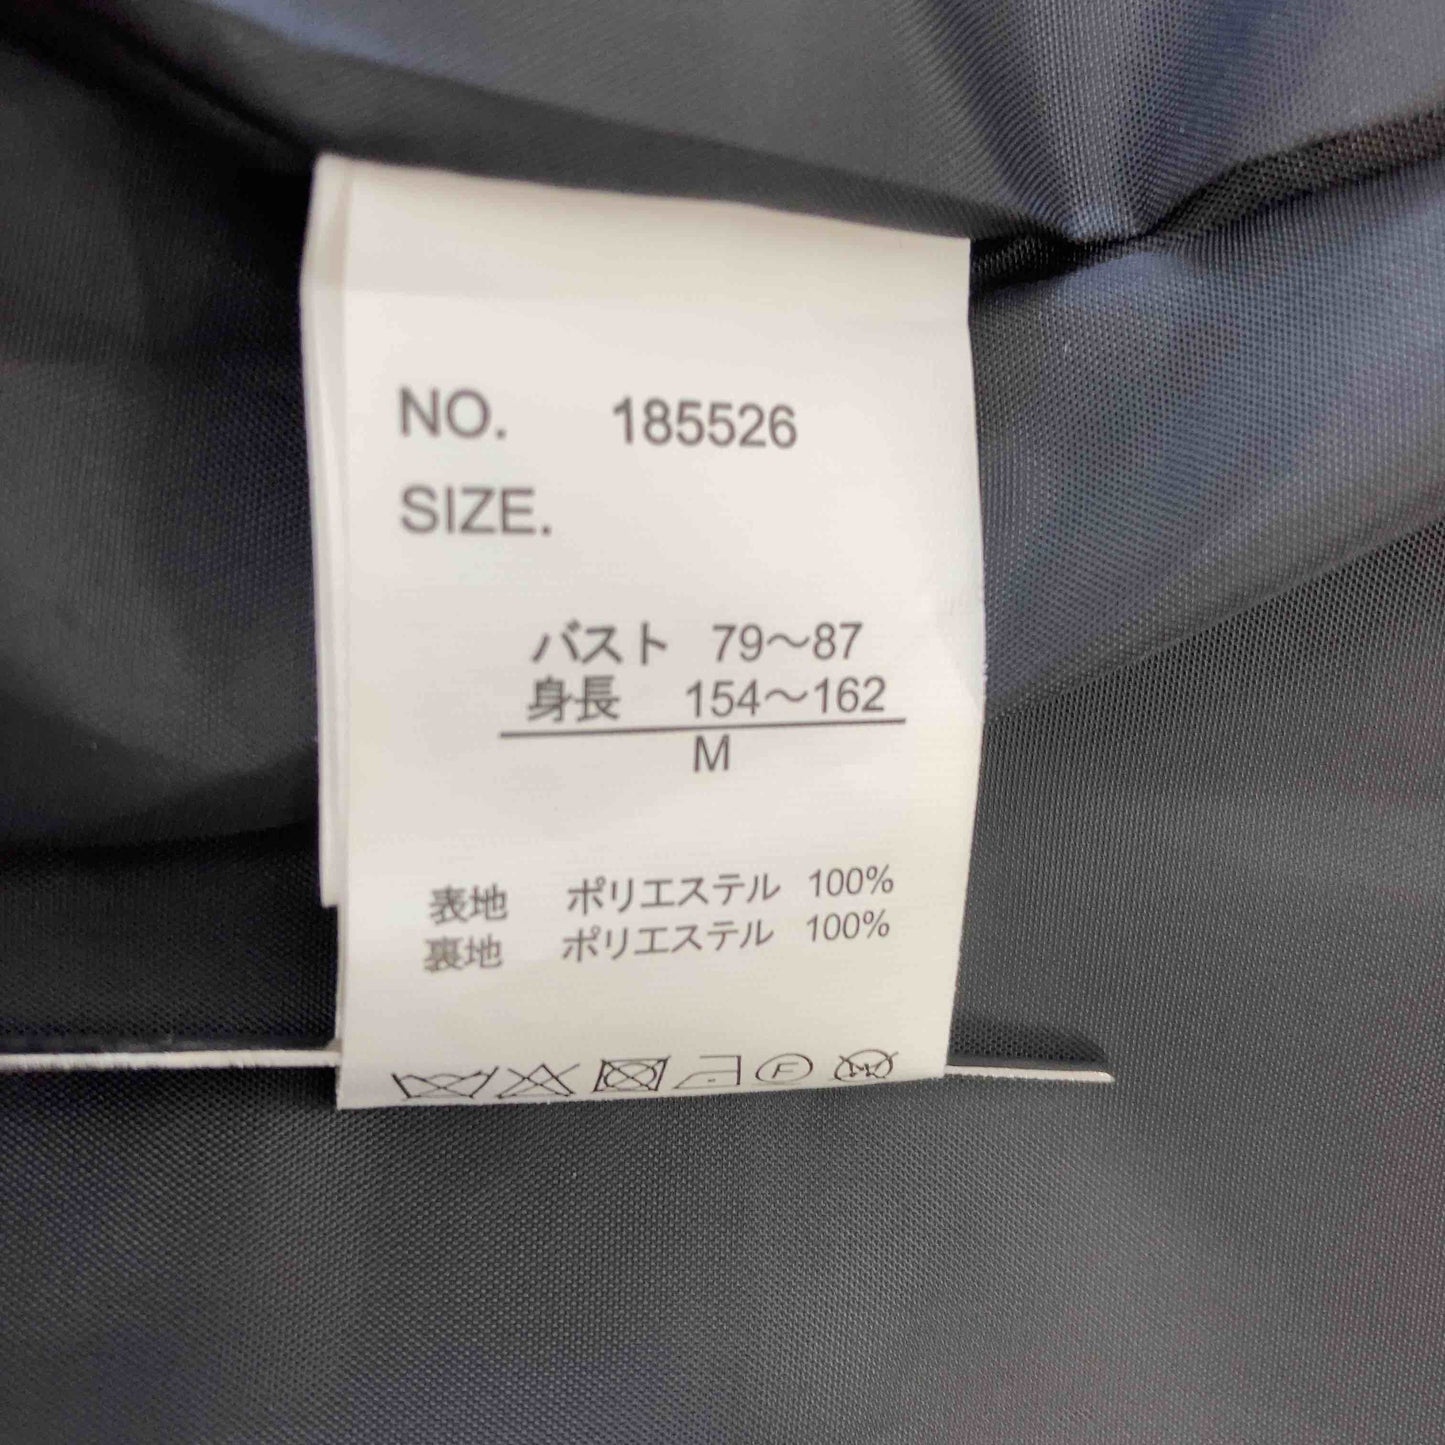 NO. 185526
SIZE.
バスト 79～87
身長 154～162
M
表地 ポリエステル 100%
裏地 ポリエステル 100%
F